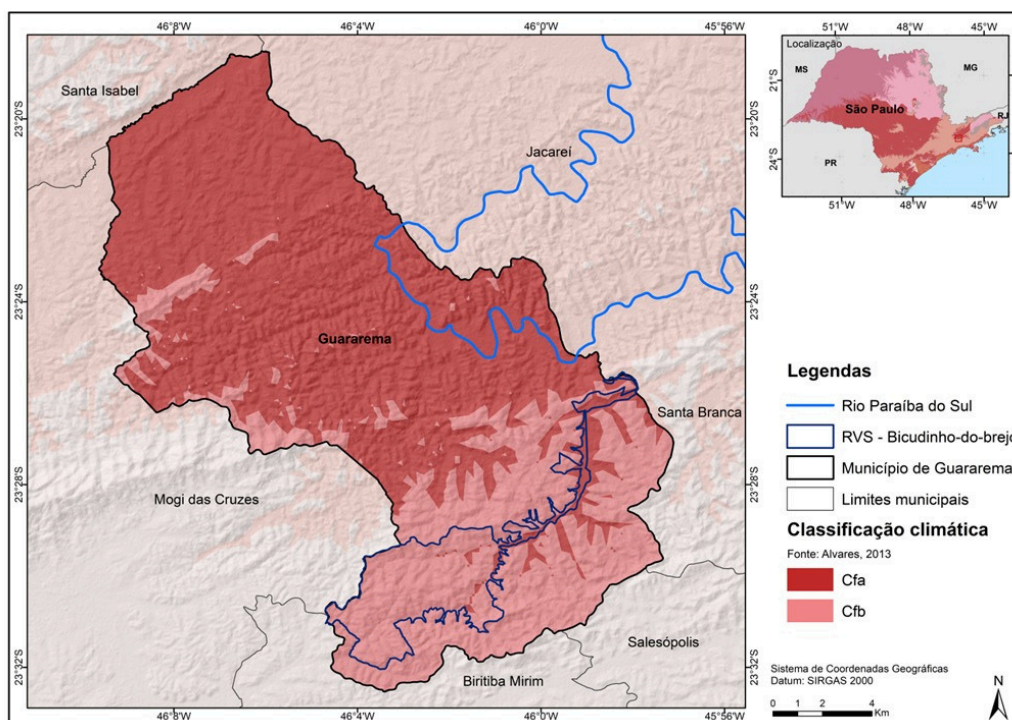 46°8'W
46°4'W
46°0'W
45°56'W
Santa Isabel
Jacareí
Guararema
Santa Branca
Mogi das Cruzes
Salesópolis
Biritiba Mirim
23°20'S
23°24'S
23°28'S
23°32'S
23°20'S
23°24'S
23°28'S
23°32'S
46°8'W
46°4'W
46°0'W
45°56'W
51°W
48°W
45°W
Localização
MS
MG
São Paulo
RJ
PR
21°S
24°S
21°S
24°S
51°W
48°W
45°W
Legendas
Rio Paraíba do Sul
RVS - Bicudinho-do-brejo
Município de Guararema
Limites municipais
Classificação climática
Fonte: Alvares, 2013
Cfa
Cfb
Sistema de Coordenadas Geográficas
Datum: SIRGAS 2000
0 1 2 4
Km
N